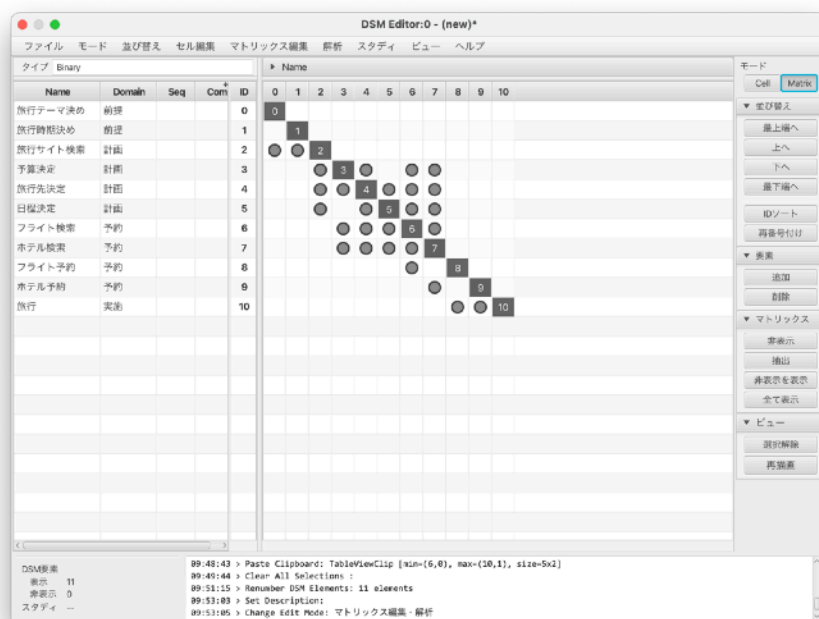 DSM Editor:0 - (new)*
ファイル モード 並び替え セル編集 マトリックス編集 解析 スタディ ビュー ヘルプ
タイプ Binary
Name
モード
Cell Matrix
Name Domain Seq Com ID 0 1 2 3 4 5 6 7 8 9 10
旅行テーマ決め 前提 0 0
旅行時期決め 前提 1 1
旅行サイト検索 計画 2 2
予算決定 計画 3 3
旅行先決定 計画 4 4
日程決定 計画 5 5
フライト検索 予約 6 6
ホテル検索 予約 7 7
フライト予約 予約 8 8
ホテル予約 予約 9 9
旅行 実施 10 10
並び替え
最上端へ
上へ
下へ
最下端へ
IDソート
再番号付け
要素
追加
削除
マトリックス
非表示
抽出
非表示を表示
全て表示
ビュー
選択解除
再描画
DSM要素
表示 11
非表示 0
スタディ --
09:48:43 > Paste Clipboard: TableViewClip [min=(6,0), max=(10,1), size=5x2]
09:49:44 > Clear All Selections :
09:51:15 > Renumber DSM Elements: 11 elements
09:53:03 > Set Description:
09:53:05 > Change Edit Mode: マトリックス編集・解析